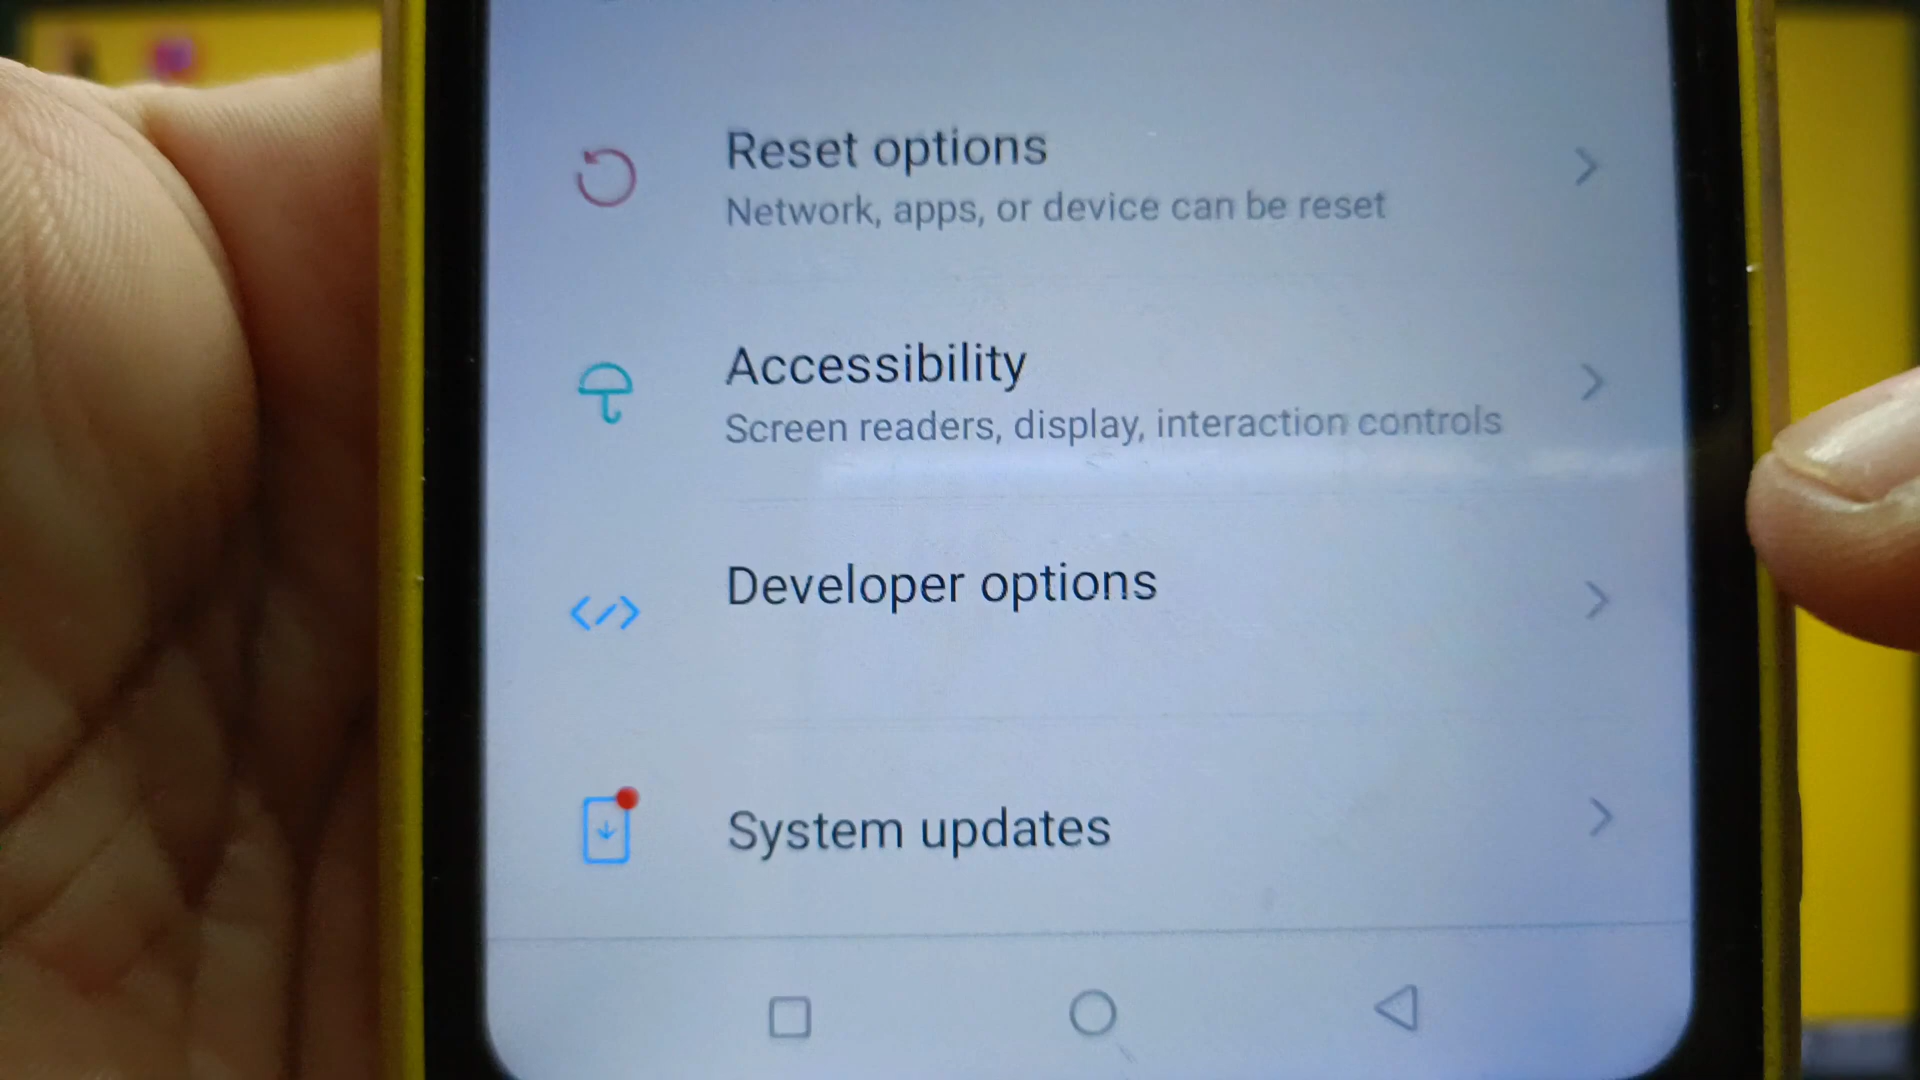 Reset options
Network, apps, or device can be reset
Accessibility
Screen readers, display, interaction controls
Developer options
System updates